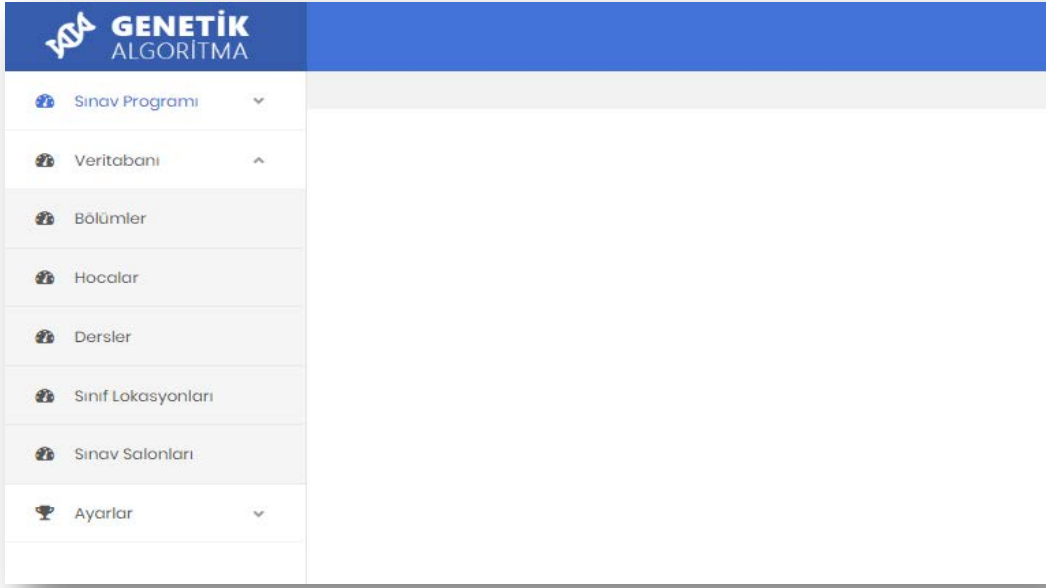 GENETİK
ALGORİTMA
Sınav Programı
Veritabanı
Bölümler
Hocalar
Dersler
Sınıf Lokasyonları
Sınav Salonları
Ayarlar